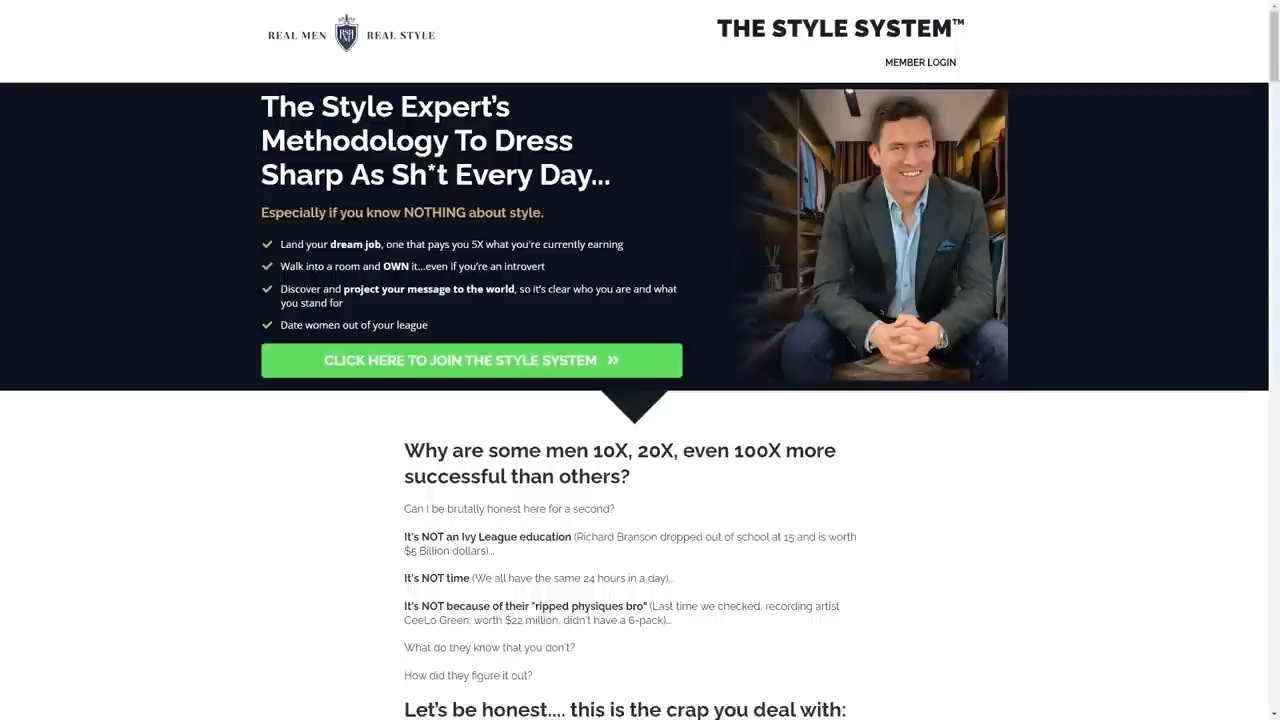 REAL MEN RSM REAL STYLE
THE STYLE SYSTEM™
MEMBER LOGIN
The Style Expert's
Methodology To Dress
Sharp As Sh*t Every Day...
Especially if you know NOTHING about style.
Land your dream job, one that pays you 5X what you're currently earning
Walk into a room and OWN it...even if you're an introvert
Discover and project your message to the world, so it's clear who you are and what
you stand for
Date women out of your league
CLICK HERE TO JOIN THE STYLE SYSTEM »
Why are some men 10X, 20X, even 100X more
successful than others?
Can I be brutally honest here for a second?
It's NOT an Ivy League education (Richard Branson dropped out of school at 15 and is worth
$5 Billion dollars)...
It's NOT time (We all have the same 24 hours in a day)...
It's NOT because of their "ripped physiques bro" (Last time we checked, recording artist
CeeLo Green, worth $22 million, didn't have a 6-pack)...
What do they know that you don't?
How did they figure it out?
Let's be honest.... this is the crap you deal with: